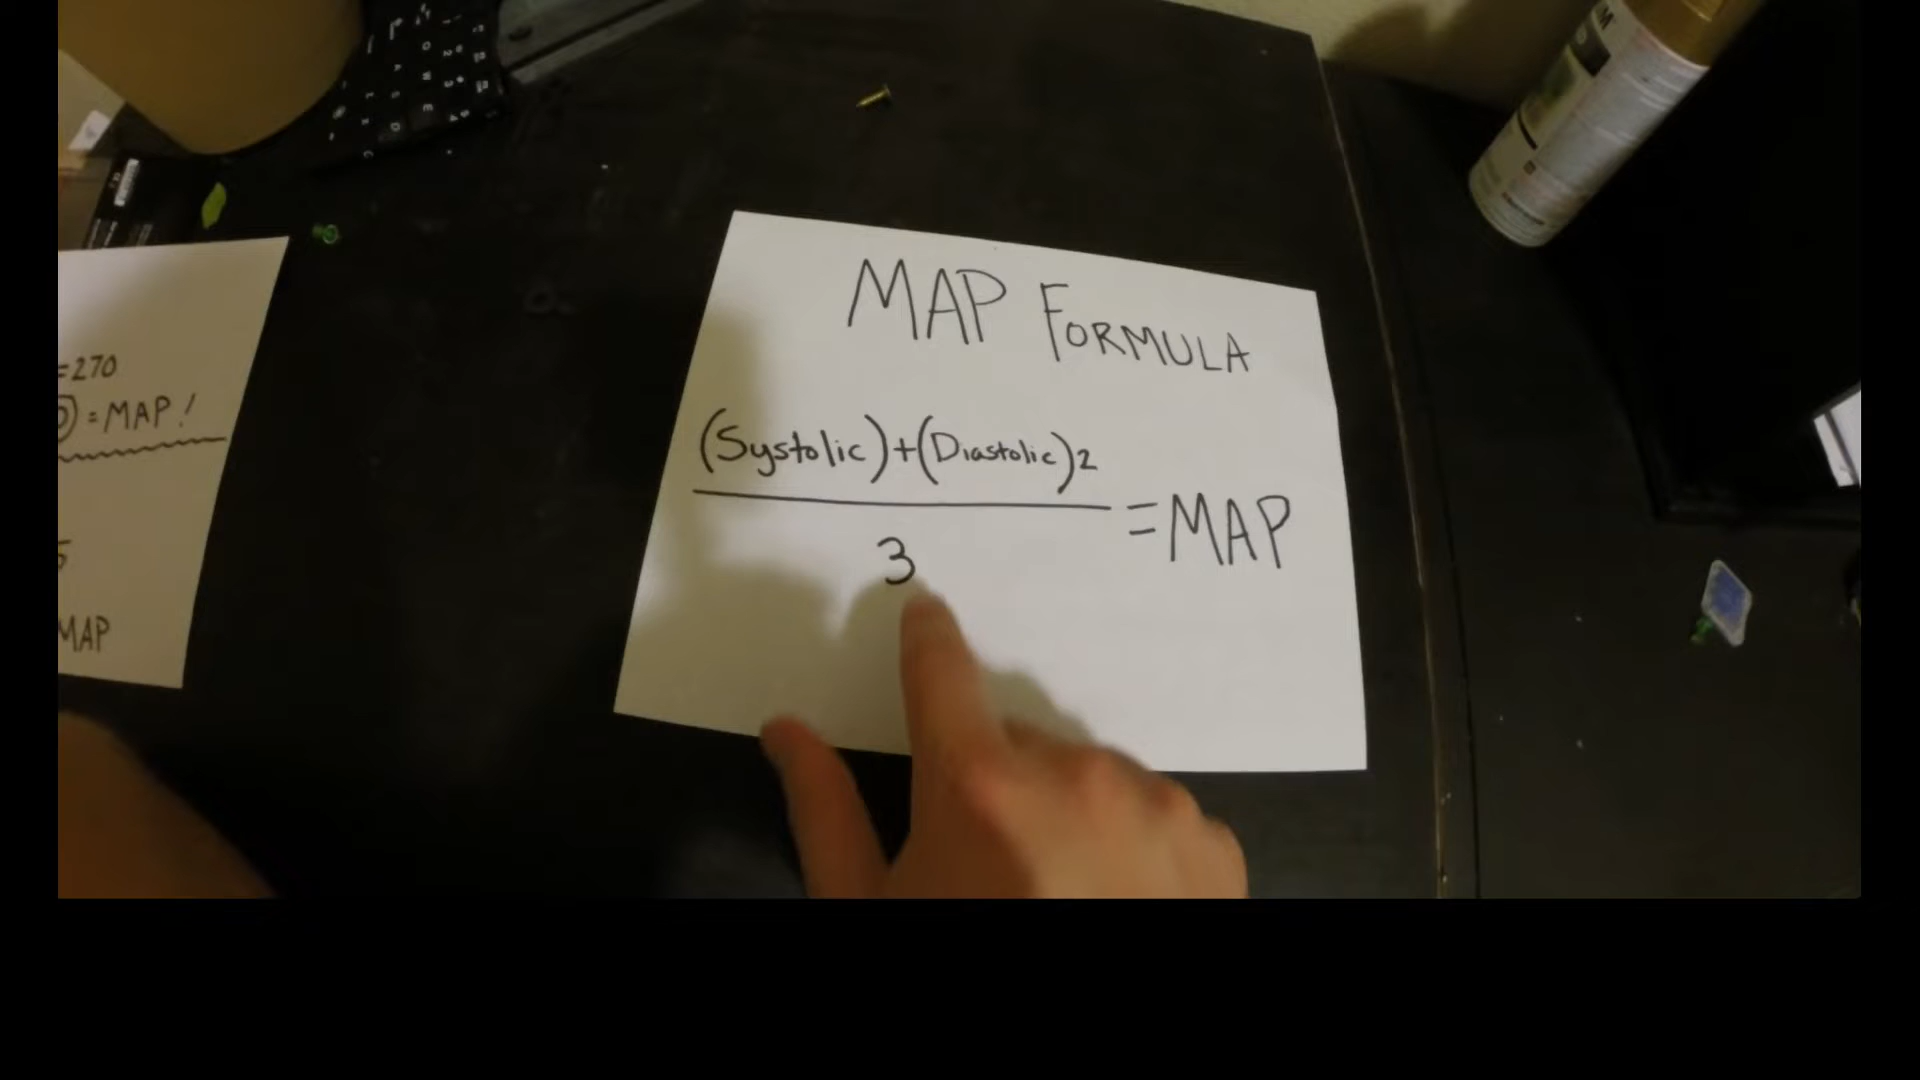 =270
=MAP!
MAP
MAP FORMULA
(Systolic)+(Diastolic)2
3
=MAP